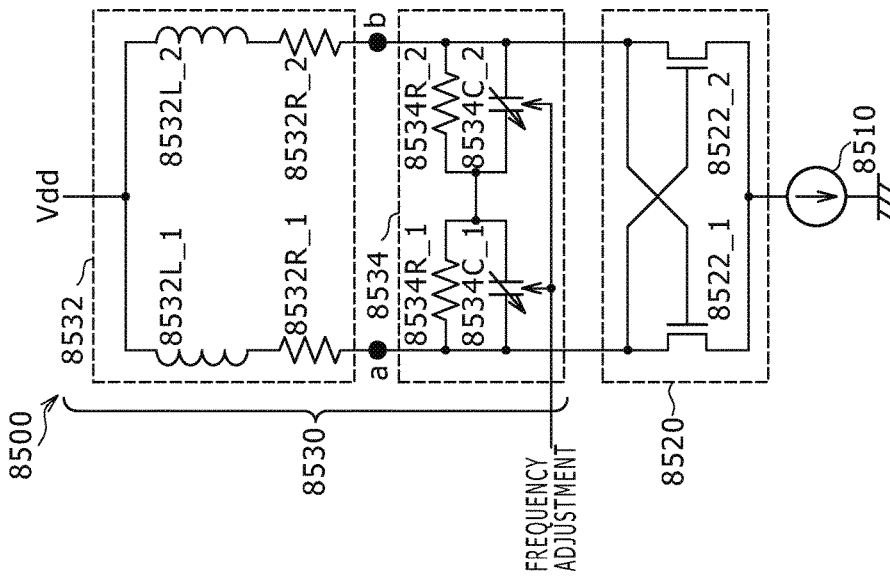 8500
Vdd
8532
8532L_1
8532L_2
8532R_1
8532R_2
a
b
8530
8534
8534R_1
8534R_2
8534C_1
8534C_2
FREQUENCY
ADJUSTMENT
8520
8522_1
8522_2
8510